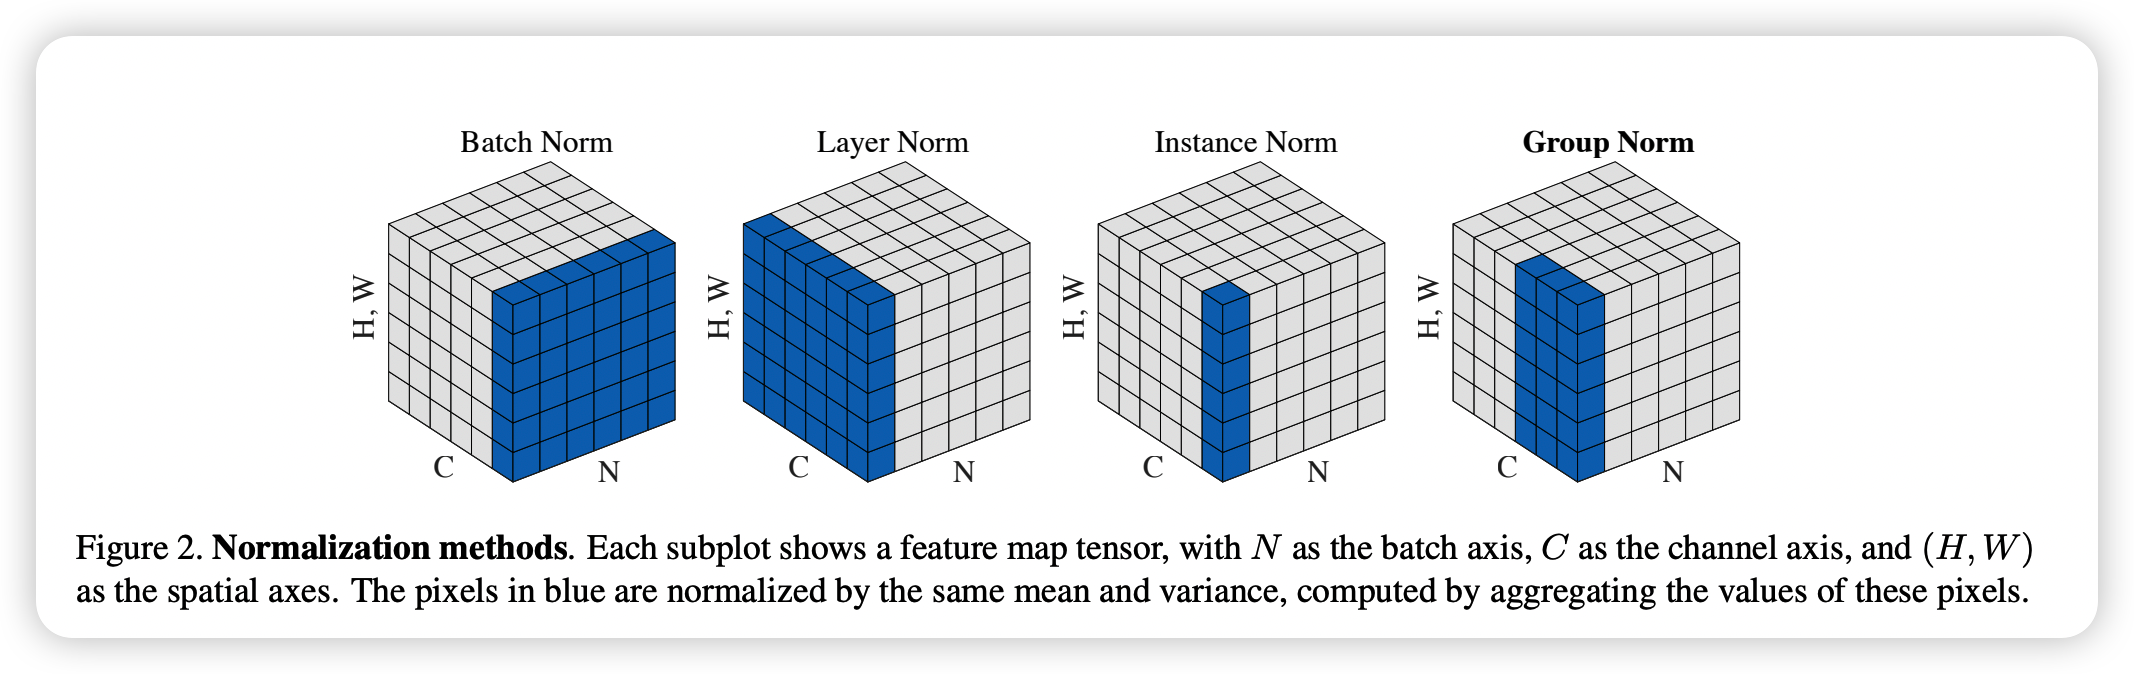 Batch Norm
Layer Norm
Instance Norm
Group Norm
H, W
C
N
H, W
C
N
H, W
C
N
H, W
C
N
Figure 2. Normalization methods. Each subplot shows a feature map tensor, with N as the batch axis, C as the channel axis, and (H, W)
as the spatial axes. The pixels in blue are normalized by the same mean and variance, computed by aggregating the values of these pixels.